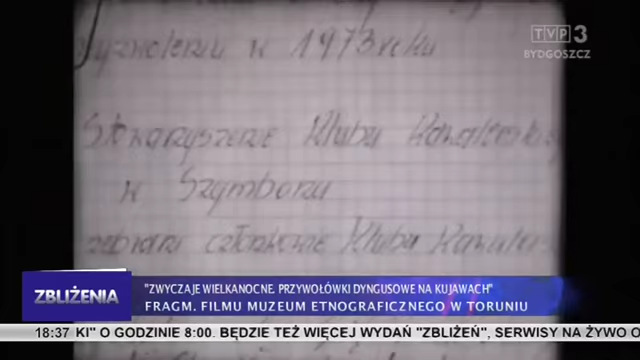 w 1973 roku
TVP3
BYDGOSZCZ
Stowarzyszenie Klubu
w Szymborzu
członkowie Klubu
"ZWYCZAJE WIELKANOCNE. PRZYWOŁÓWKI DYNGUSOWE NA KUJAWACH"
ZBLIŻENIA
FRAGM. FILMU MUZEUM ETNOGRAFICZNEGO W TORUNIU
18:37 KI" O GODZINIE 8:00. BĘDZIE TEŻ WIĘCEJ WYDAŃ "ZBLIŻEŃ", SERWISY NA ŻYWO O